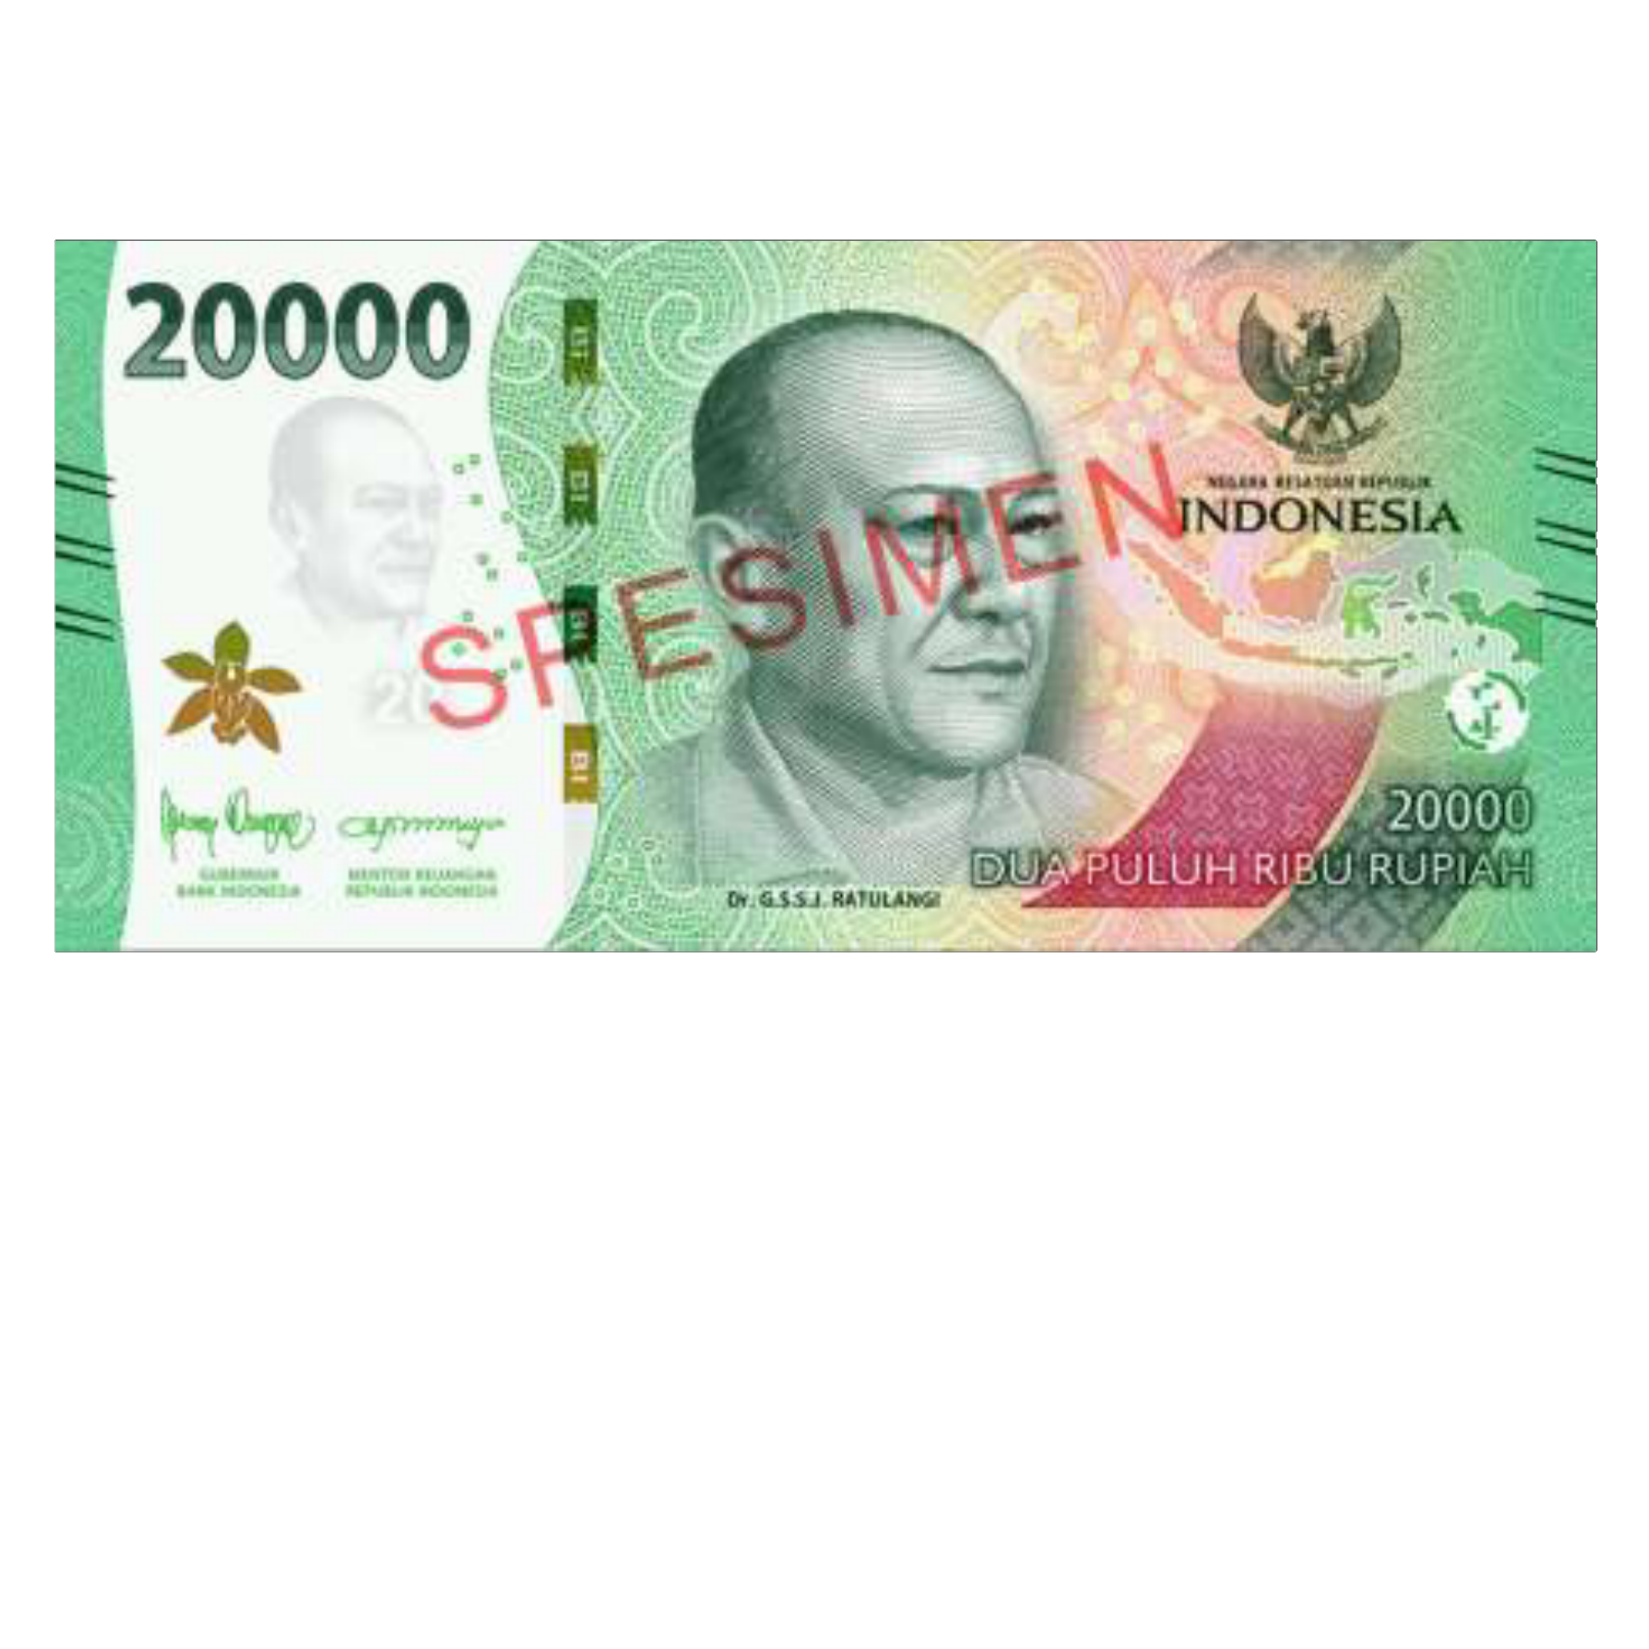 20000
SPESIMEN
NEGARA KESATUAN REPUBLIK
INDONESIA
GUBERNUR
BANK INDONESIA
MENTERI KEUANGAN
REPUBLIK INDONESIA
Dr. G.S.S.J. RATULANGI
20000
DUA PULUH RIBU RUPIAH